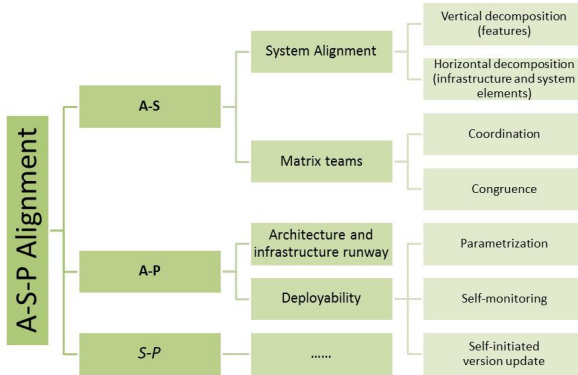 A-S-P Alignment
A-S
System Alignment
Vertical decomposition
(features)
Horizontal decomposition
(infrastructure and system
elements)
Matrix teams
Coordination
Congruence
A-P
Architecture and
infrastructure runway
Deployability
Parametrization
Self-monitoring
Self-initiated
version update
S-P
......